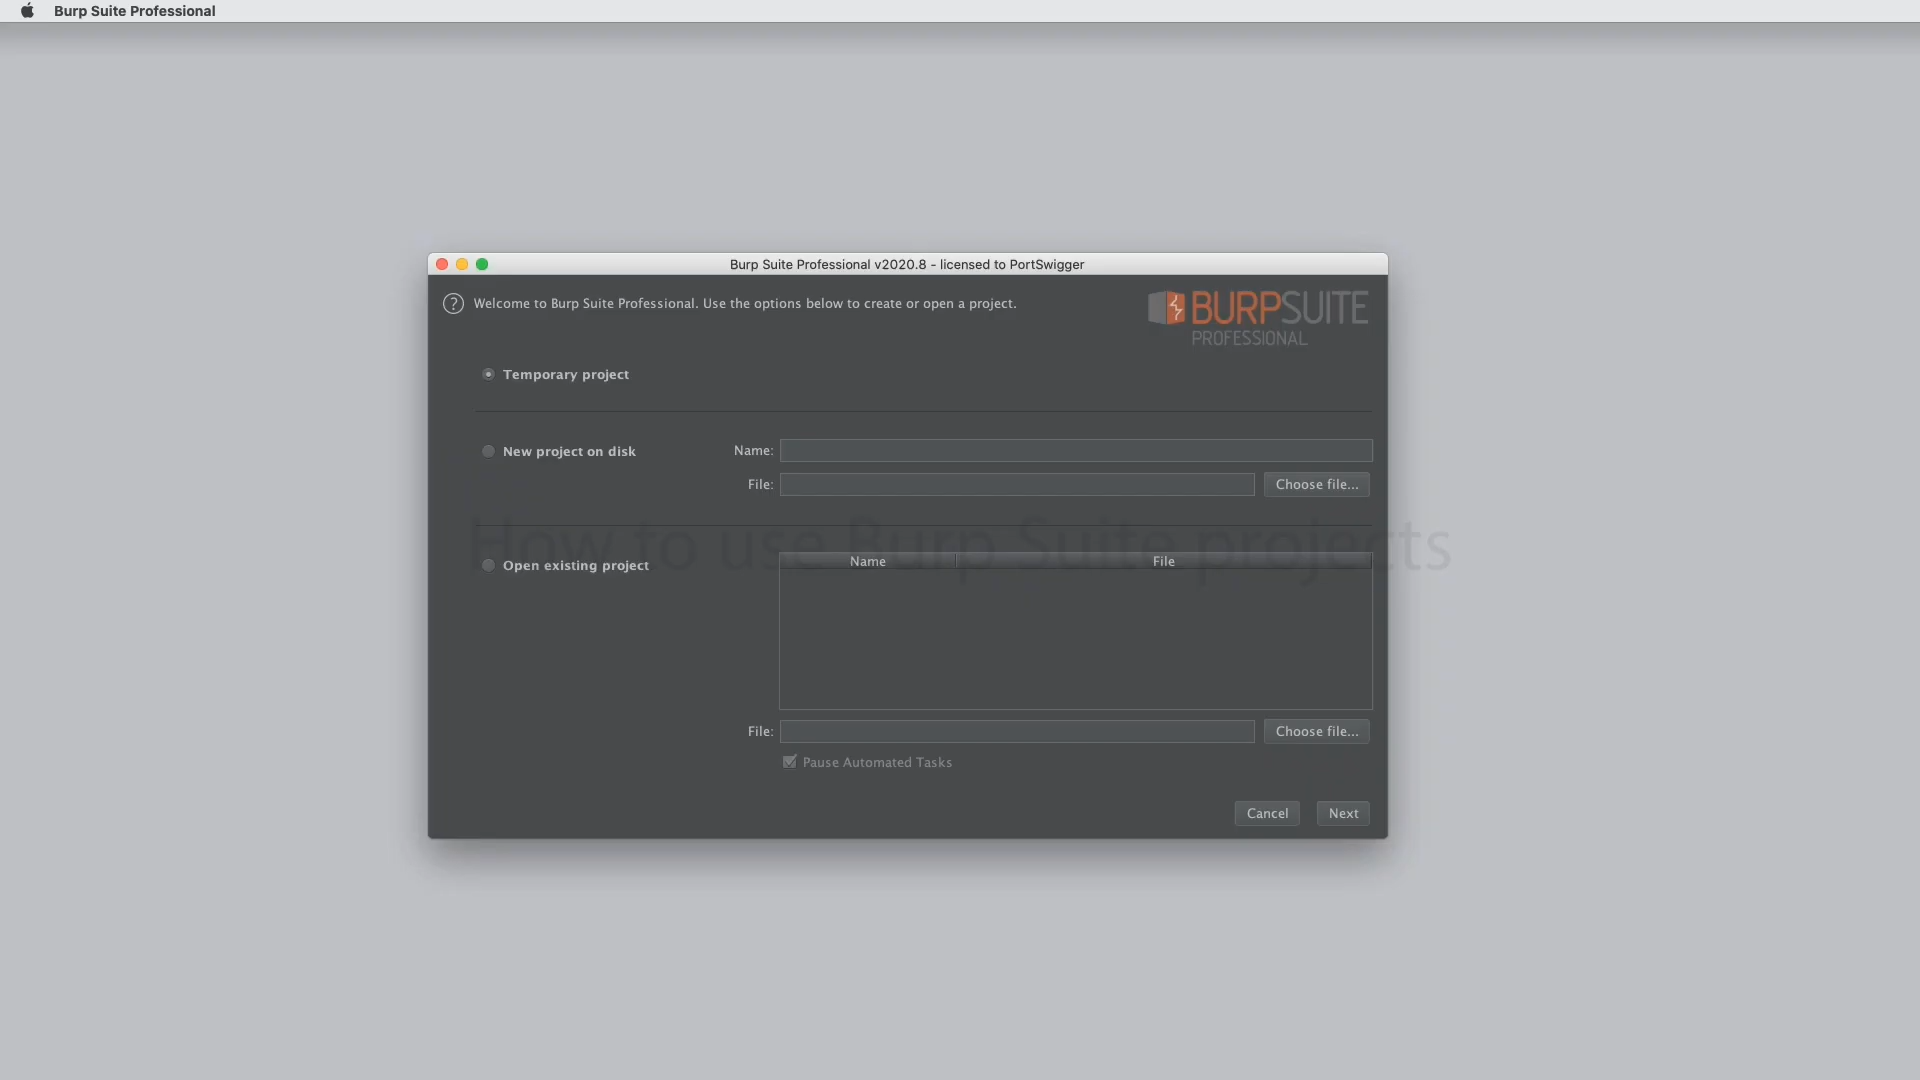 Burp Suite Professional
Burp Suite Professional v2020.8 - licensed to PortSwigger
? Welcome to Burp Suite Professional. Use the options below to create or open a project.
BURPSUITE
PROFESSIONAL
Temporary project
New project on disk
Name:
File:
Choose file...
How to use Burp Suite projects
Open existing project
Name
File
File:
Choose file...
Pause Automated Tasks
Cancel
Next